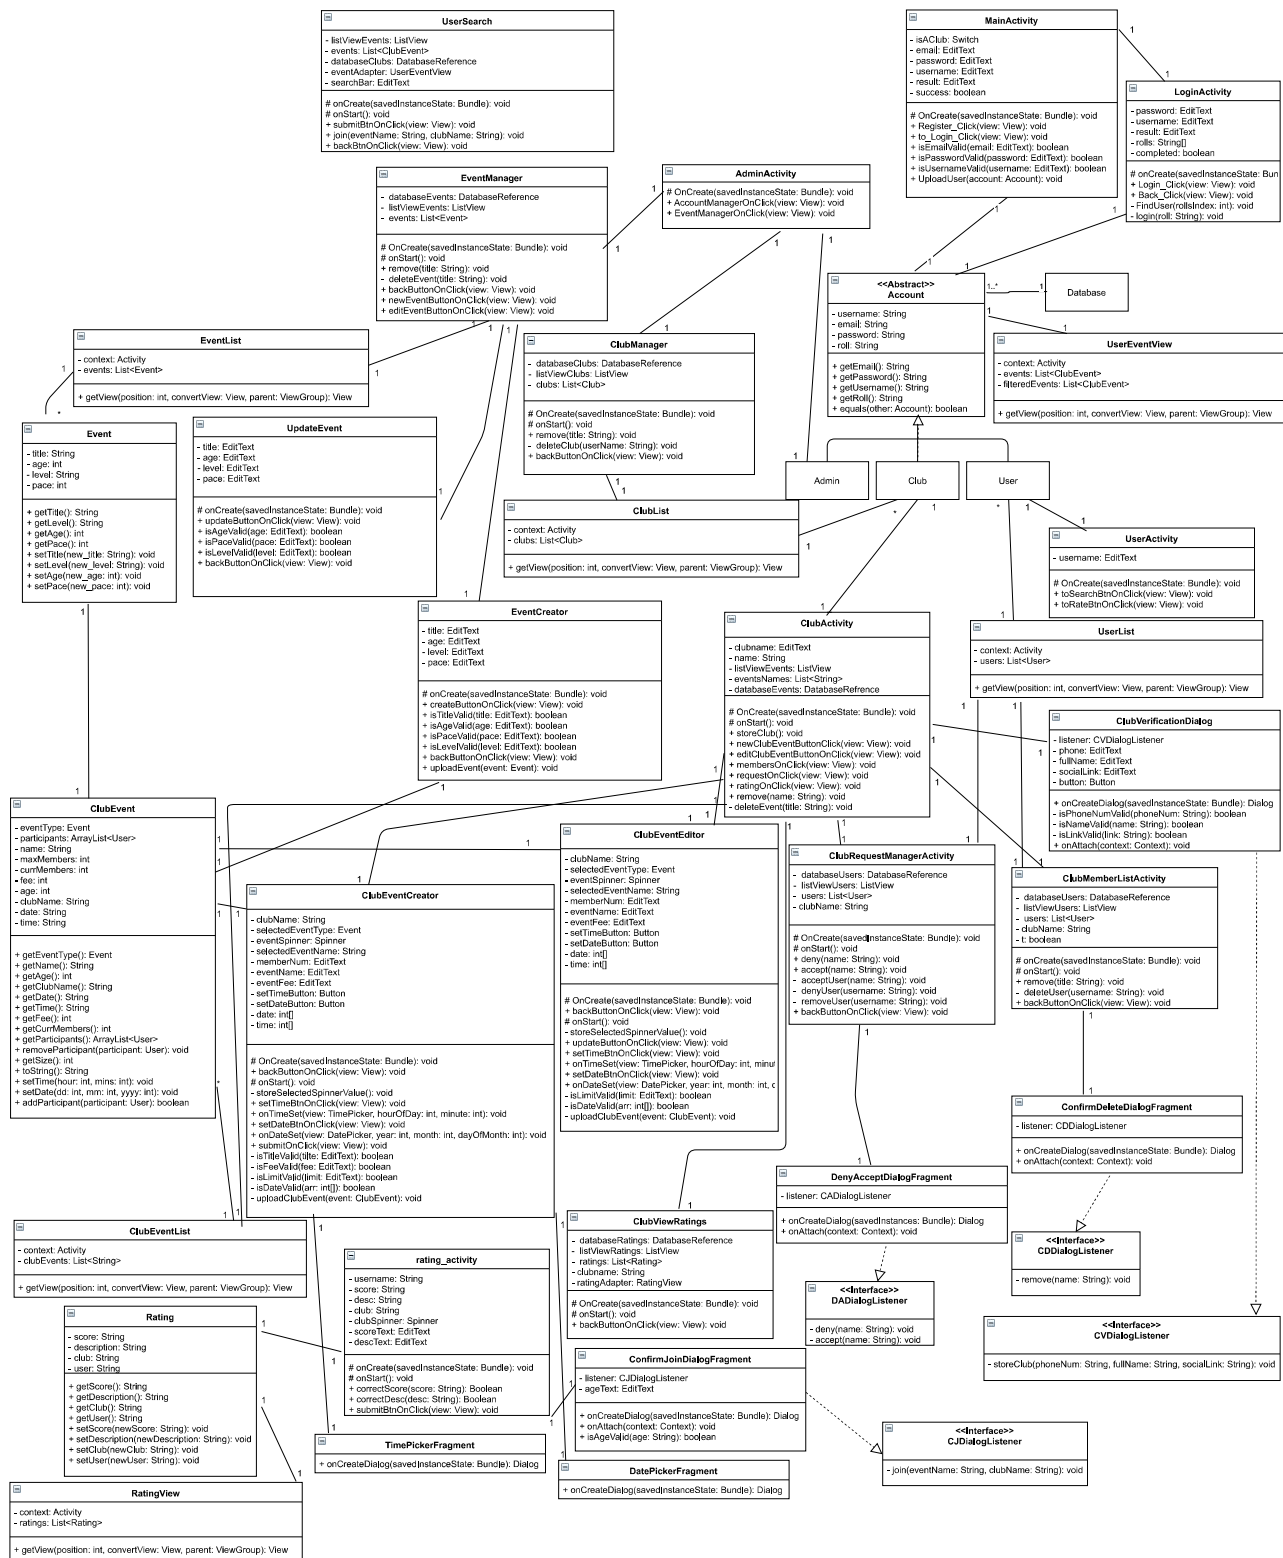 UserSearch
- listViewEvents: ListView
- events: List<ClubEvent>
- databaseClubs: DatabaseReference
- eventAdapter: UserEventView
- searchBar: EditText
# onCreate(savedInstanceState: Bundle): void
# onStart(): void
+ submitBtnOnClick(view: View): void
+ join(eventName: String, clubName: String): void
+ backBtnOnClick(view: View): void
MainActivity
- isAClub: Switch
- email: EditText
- password: EditText
- username: EditText
- result: EditText
- success: boolean
# OnCreate(savedInstanceState: Bundle): void
+ Register_Click(view: View): void
+ to_Login_Click(view: View): void
+ isEmailValid(email: EditText): boolean
+ isPasswordValid(password: EditText): boolean
+ isUsernameValid(username: EditText): boolean
+ UploadUser(account: Account): void
LoginActivity
- password: EditText
- username: EditText
- result: EditText
- rolls: String[]
- completed: boolean
# onCreate(savedInstanceState: Bun
+ Login_Click(view: View): void
+ Back_Click(view: View): void
- FindUser(rollsIndex: int): void
- login(roll: String): void
EventManager
- databaseEvents: DatabaseReference
- listViewEvents: ListView
- events: List<Event>
# OnCreate(savedInstanceState: Bundle): void
# onStart(): void
+ remove(title: String): void
- deleteEvent(title: String): void
+ backButtonOnClick(view: View): void
+ newEventButtonOnClick(view: View): void
+ editEventButtonOnClick(view: View): void
AdminActivity
# OnCreate(savedInstanceState: Bundle): void
+ AccountManagerOnClick(view: View): void
+ EventManagerOnClick(view: View): void
<<Abstract>>
Account
- username: String
- email: String
- password: String
- roll: String
+ getEmail(): String
+ getPassword(): String
+ getUsername(): String
+ getRoll(): String
+ equals(other: Account): boolean
1..*
1
Database
UserEventView
- context: Activity
- events: List<ClubEvent>
- filteredEvents: List<ClubEvent>
+ getView(position: int, convertView: View, parent: ViewGroup): View
EventList
- context: Activity
- events: List<Event>
+ getView(position: int, convertView: View, parent: ViewGroup): View
ClubManager
- databaseClubs: DatabaseReference
- listViewClubs: ListView
- clubs: List<Club>
# OnCreate(savedInstanceState: Bundle): void
# onStart(): void
+ remove(title: String): void
- deleteClub(userName: String): void
+ backButtonOnClick(view: View): void
Event
- title: String
- age: int
- level: String
- pace: int
+ getTitle(): String
+ getLevel(): String
+ getAge(): int
+ getPace(): int
+ setTitle(new_title: String): void
+ setLevel(new_level: String): void
+ setAge(new_age: int): void
+ setPace(new_pace: int): void
UpdateEvent
- title: EditText
- age: EditText
- level: EditText
- pace: EditText
# onCreate(savedInstanceState: Bundle): void
+ updateButtonOnClick(view: View): void
+ isAgeValid(age: EditText): boolean
+ isPaceValid(pace: EditText): boolean
+ isLevelValid(level: EditText): boolean
+ backButtonOnClick(view: View): void
Admin
Club
User
ClubList
- context: Activity
- clubs: List<Club>
+ getView(position: int, convertView: View, parent: ViewGroup): View
UserActivity
- username: EditText
# OnCreate(savedInstanceState: Bundle): void
+ toSearchBtnOnClick(view: View): void
+ toRateBtnOnClick(view: View): void
EventCreator
- title: EditText
- age: EditText
- level: EditText
- pace: EditText
# onCreate(savedInstanceState: Bundle): void
+ createButtonOnClick(view: View): void
+ isTitleValid(title: EditText): boolean
+ isAgeValid(age: EditText): boolean
+ isPaceValid(pace: EditText): boolean
+ isLevelValid(level: EditText): boolean
+ backButtonOnClick(view: View): void
+ uploadEvent(event: Event): void
ClubActivity
- clubname: EditText
- name: String
- listViewEvents: ListView
- eventsNames: List<String>
- databaseEvents: DatabaseRefrence
# OnCreate(savedInstanceState: Bundle): void
# onStart(): void
+ storeClub(): void
+ newClubEventButtonClick(view: View): void
+ editClubEventButtonOnClick(view: View): void
+ membersOnClick(view: View): void
+ requestOnClick(view: View): void
+ ratingOnClick(view: View): void
+ remove(name: String): void
- deleteEvent(title: String): void
UserList
- context: Activity
- users: List<User>
+ getView(position: int, convertView: View, parent: ViewGroup): View
ClubVerificationDialog
- listener: CVDialogListener
- phone: EditText
- fullName: EditText
- socialLink: EditText
- button: Button
+ onCreateDialog(savedInstanceState: Bundle): Dialog
- isPhoneNumValid(phoneNum: String): boolean
- isNameValid(name: String): boolean
- isLinkValid(link: String): boolean
+ onAttach(context: Context): void
ClubEvent
- eventType: Event
- participants: ArrayList<User>
- name: String
- maxMembers: int
- currMembers: int
- fee: int
- age: int
- clubName: String
- date: String
- time: String
+ getEventType(): Event
+ getName(): String
+ getAge(): int
+ getClubName(): String
+ getDate(): String
+ getTime(): String
+ getFee(): int
+ getCurrMembers(): int
+ getParticipants(): ArrayList<User>
+ removeParticipant(participant: User): void
+ getSize(): int
+ toString(): String
+ setTime(hour: int, mins: int): void
+ setDate(dd: int, mm: int, yyyy: int): void
+ addParticipant(participant: User): boolean
ClubEventCreator
- clubName: String
- selectedEventType: Event
- eventSpinner: Spinner
- selectedEventName: String
- memberNum: EditText
- eventName: EditText
- eventFee: EditText
- setTimeButton: Button
- setDateButton: Button
- date: int[]
- time: int[]
# OnCreate(savedInstanceState: Bundle): void
+ backButtonOnClick(view: View): void
# onStart(): void
- storeSelectedSpinnerValue(): void
+ setTimeBtnOnClick(view: View): void
+ onTimeSet(view: TimePicker, hourOfDay: int, minute: int): void
+ setDateBtnOnClick(view: View): void
+ onDateSet(view: DatePicker, year: int, month: int, dayOfMonth: int): void
+ submitOnClick(view: View): void
- isTitleValid(title: EditText): boolean
- isFeeValid(fee: EditText): boolean
- isLimitValid(limit: EditText): boolean
- isDateValid(arr: int[]): boolean
- uploadClubEvent(event: ClubEvent): void
ClubEventEditor
- clubName: String
- selectedEventType: Event
- eventSpinner: Spinner
- selectedEventName: String
- memberNum: EditText
- eventName: EditText
- eventFee: EditText
- setTimeButton: Button
- setDateButton: Button
- date: int[]
- time: int[]
# OnCreate(savedInstanceState: Bundle): void
+ backButtonOnClick(view: View): void
# onStart(): void
- storeSelectedSpinnerValue(): void
+ updateButtonOnClick(view: View): void
+ setTimeBtnOnClick(view: View): void
+ onTimeSet(view: TimePicker, hourOfDay: int, minut
+ setDateBtnOnClick(view: View): void
+ onDateSet(view: DatePicker, year: int, month: int, c
- isLimitValid(limit: EditText): boolean
- isDateValid(arr: int[]): boolean
- uploadClubEvent(event: ClubEvent): void
ClubRequestManagerActivity
- databaseUsers: DatabaseReference
- listViewUsers: ListView
- users: List<User>
- clubName: String
# OnCreate(savedInstanceState: Bundle): void
# onStart(): void
+ deny(name: String): void
+ accept(name: String): void
- acceptUser(name: String): void
- denyUser(username: String): void
- removeUser(username: String): void
+ backButtonOnClick(view: View): void
ClubMemberListActivity
- databaseUsers: DatabaseReference
- listViewUsers: ListView
- users: List<User>
- clubName: String
- t: boolean
# onCreate(savedInstanceState: Bundle): void
# onStart(): void
+ remove(title: String): void
- deleteUser(username: String): void
+ backButtonOnClick(view: View): void
ConfirmDeleteDialogFragment
- listener: CDDialogListener
+ onCreateDialog(savedInstanceState: Bundle): Dialog
+ onAttach(context: Context): void
DenyAcceptDialogFragment
- listener: CADialogListener
+ onCreateDialog(savedInstances: Bundle): Dialog
+ onAttach(context: Context): void
ClubEventList
- context: Activity
- clubEvents: List<String>
+ getView(position: int, convertView: View, parent: ViewGroup): View
ClubViewRatings
- databaseRatings: DatabaseReference
- listViewRatings: ListView
- ratings: List<Rating>
- clubname: String
- ratingAdapter: RatingView
# OnCreate(savedInstanceState: Bundle): void
# onStart(): void
+ backButtonOnClick(view: View): void
<<Interface>>
CDDialogListener
- remove(name: String): void
rating_activity
- username: String
- score: String
- desc: String
- club: String
- clubSpinner: Spinner
- scoreText: EditText
- descText: EditText
# onCreate(savedInstanceState: Bundle): void
# onStart(): void
+ correctScore(score: String): Boolean
+ correctDesc(desc: String): Boolean
+ submitBtnOnClick(view: View): void
<<Interface>>
DADialogListener
- deny(name: String): void
- accept(name: String): void
Rating
- score: String
- description: String
- club: String
- user: String
+ getScore(): String
+ getDescription(): String
+ getClub(): String
+ getUser(): String
+ setScore(newScore: String): void
+ setDescription(newDescription: String): void
+ setClub(newClub: String): void
+ setUser(newUser: String): void
<<Interface>>
CVDialogListener
- storeClub(phoneNum: String, fullName: String, socialLink: String): void
ConfirmJoinDialogFragment
- listener: CJDialogListener
- ageText: EditText
+ onCreateDialog(savedInstanceState: Bundle): Dialog
+ onAttach(context: Context): void
+ isAgeValid(age: String): boolean
<<Interface>>
CJDialogListener
- join(eventName: String, clubName: String): void
TimePickerFragment
+ onCreateDialog(savedInstanceState: Bundle): Dialog
DatePickerFragment
+ onCreateDialog(savedInstanceState: Bundle): Dialog
RatingView
- context: Activity
- ratings: List<Rating>
+ getView(position: int, convertView: View, parent: ViewGroup): View